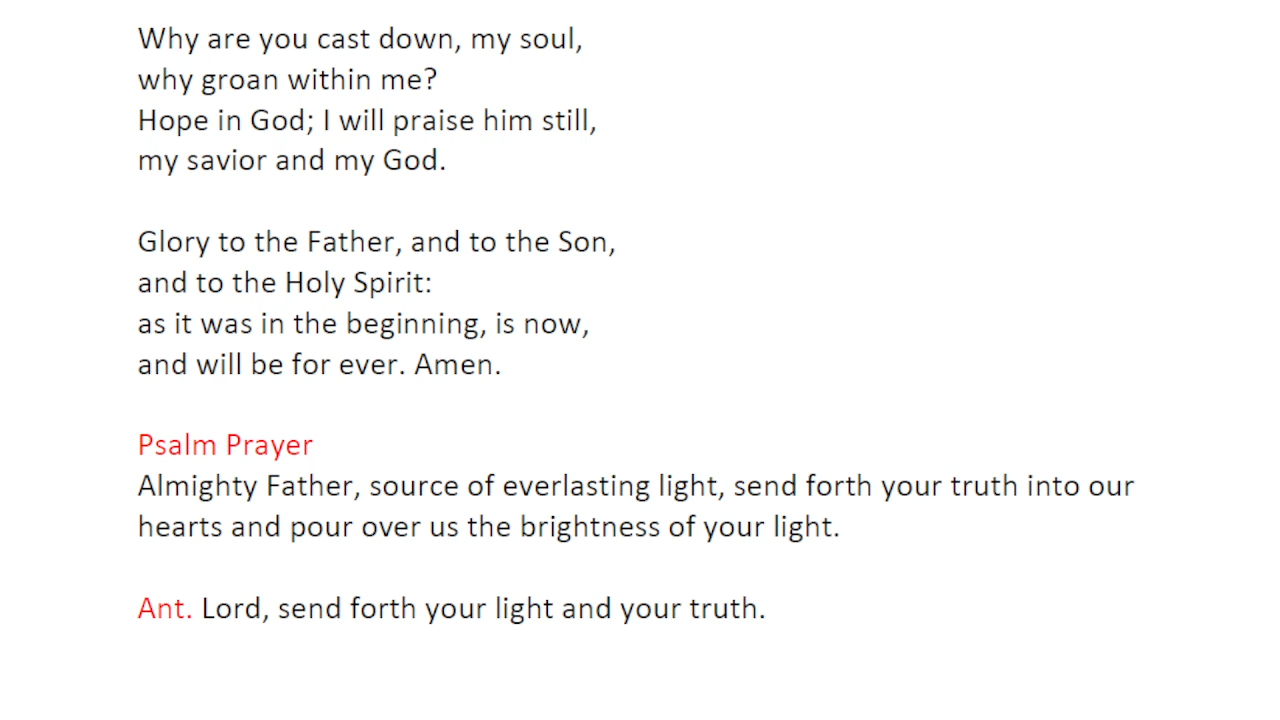 Why are you cast down, my soul,
why groan within me?
Hope in God; I will praise him still,
my savior and my God.
Glory to the Father, and to the Son,
and to the Holy Spirit:
as it was in the beginning, is now,
and will be for ever. Amen.
Psalm Prayer
Almighty Father, source of everlasting light, send forth your truth into our
hearts and pour over us the brightness of your light.
Ant. Lord, send forth your light and your truth.